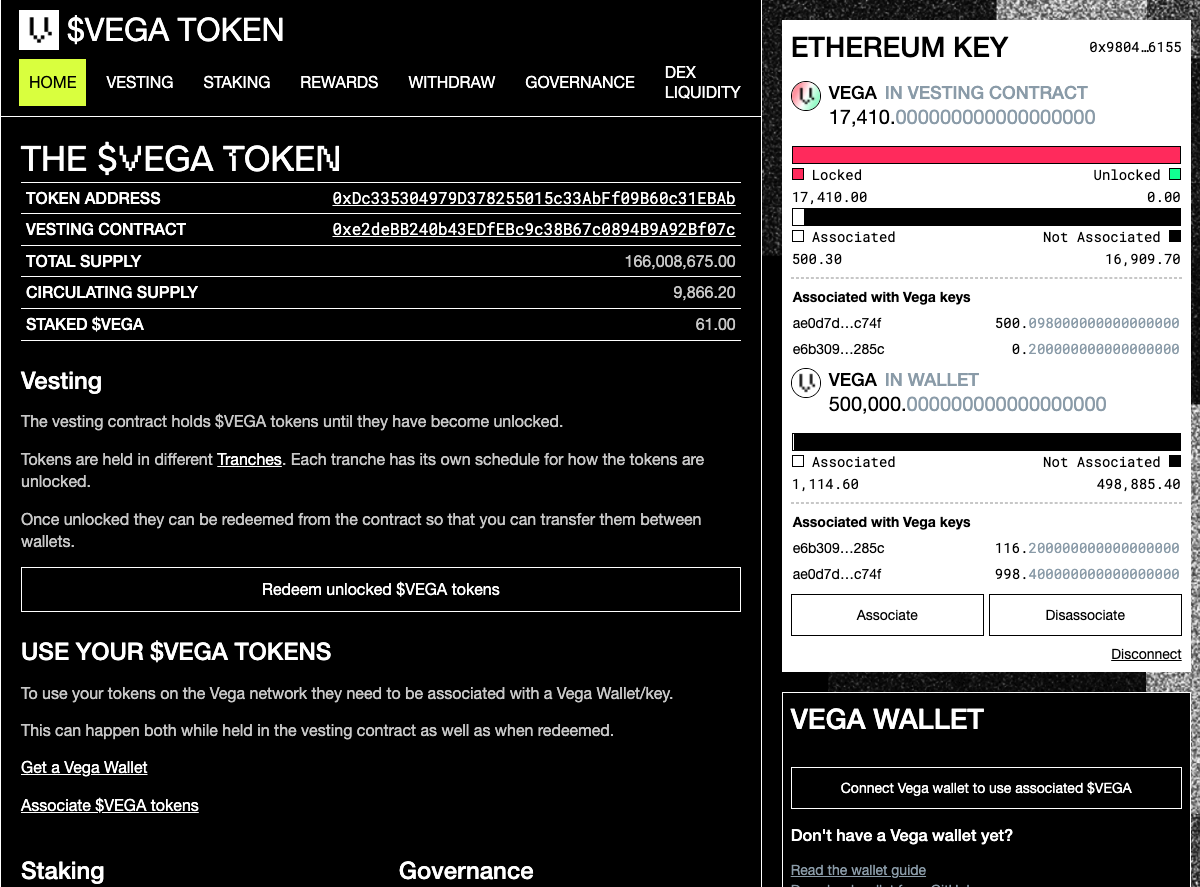 $VEGA TOKEN
HOME VESTING STAKING REWARDS WITHDRAW GOVERNANCE DEX LIQUIDITY
THE $VEGA TOKEN
TOKEN ADDRESS 0xDc335304979D378255015c33AbFf09B60c31EBAb
VESTING CONTRACT 0xe2deBB240b43EDfEBc9c38B67c0894B9A92Bf07c
TOTAL SUPPLY 166,008,675.00
CIRCULATING SUPPLY 9,866.20
STAKED $VEGA 61.00
Vesting
The vesting contract holds $VEGA tokens until they have become unlocked.
Tokens are held in different Tranches. Each tranche has its own schedule for how the tokens are
unlocked.
Once unlocked they can be redeemed from the contract so that you can transfer them between
wallets.
Redeem unlocked $VEGA tokens
USE YOUR $VEGA TOKENS
To use your tokens on the Vega network they need to be associated with a Vega Wallet/key.
This can happen both while held in the vesting contract as well as when redeemed.
Get a Vega Wallet
Associate $VEGA tokens
Staking Governance
ETHEREUM KEY 0x9804…6155
VEGA IN VESTING CONTRACT
17,410.000000000000000000
Locked Unlocked
17,410.00 0.00
Associated Not Associated
500.30 16,909.70
Associated with Vega keys
ae0d7d…c74f 500.098000000000000000
e6b309…285c 0.200000000000000000
VEGA IN WALLET
500,000.000000000000000000
Associated Not Associated
1,114.60 498,885.40
Associated with Vega keys
e6b309…285c 116.200000000000000000
ae0d7d…c74f 998.400000000000000000
Associate Disassociate
Disconnect
VEGA WALLET
Connect Vega wallet to use associated $VEGA
Don't have a Vega wallet yet?
Read the wallet guide